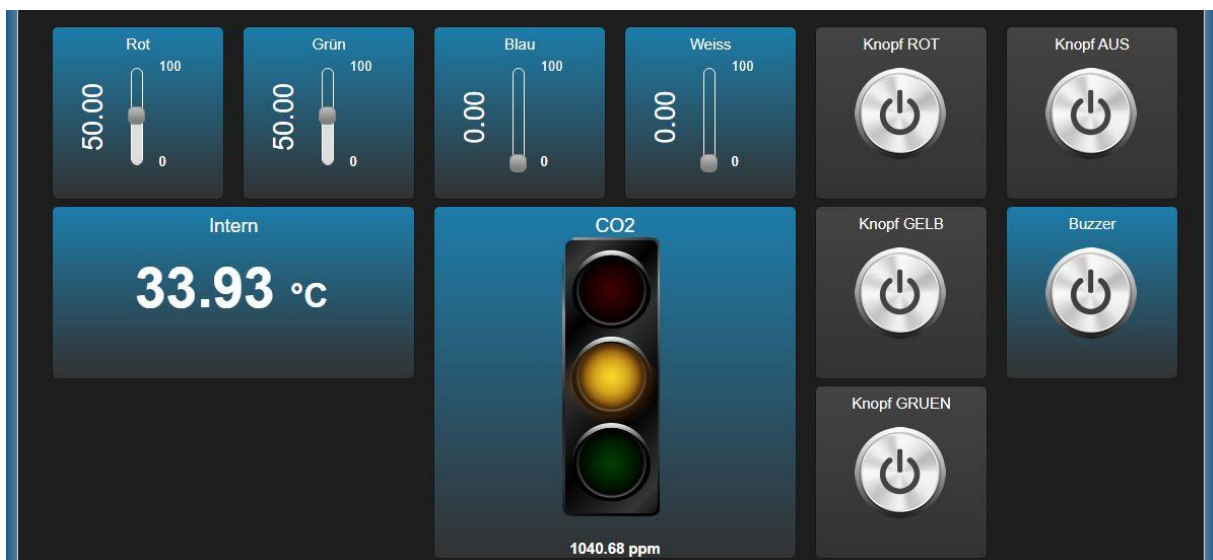 Rot
100
50.00
0
Grün
100
50.00
0
Blau
100
0.00
0
Weiss
100
0.00
0
Knopf ROT
Knopf AUS
Intern
33.93 °C
CO2
1040.68 ppm
Knopf GELB
Buzzer
Knopf GRUEN